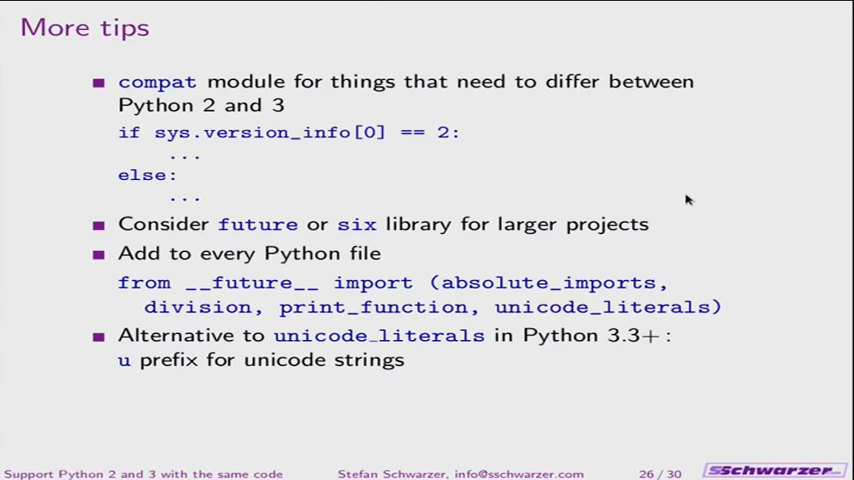 More tips
compat module for things that need to differ between
Python 2 and 3
if sys.version_info[0] == 2:
...
else:
...
Consider future or six library for larger projects
Add to every Python file
from __future__ import (absolute_imports,
division, print_function, unicode_literals)
Alternative to unicode_literals in Python 3.3+:
u prefix for unicode strings
Support Python 2 and 3 with the same code Stefan Schwarzer, info@sschwarzer.com 26 / 30 SSchwarzer